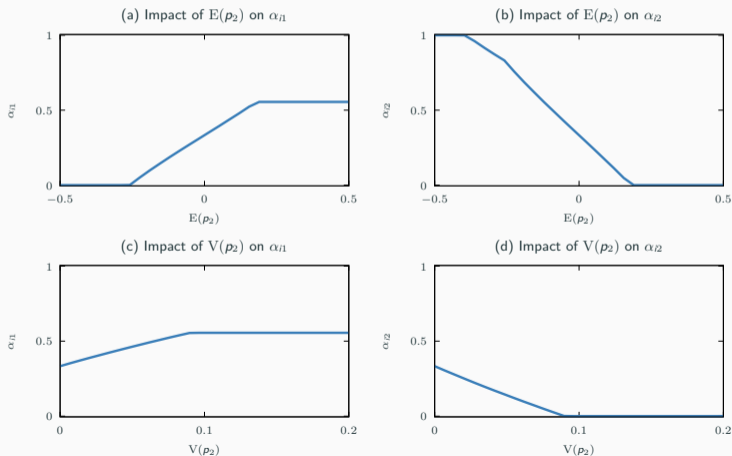 (a) Impact of E(p₂) on αᵢ₁
1
0.5
0
αᵢ₁
−0.5
0
0.5
E(p₂)
(b) Impact of E(p₂) on αᵢ₂
1
0.5
0
αᵢ₂
−0.5
0
0.5
E(p₂)
(c) Impact of V(p₂) on αᵢ₁
1
0.5
0
αᵢ₁
0
0.1
0.2
V(p₂)
(d) Impact of V(p₂) on αᵢ₂
1
0.5
0
αᵢ₂
0
0.1
0.2
V(p₂)